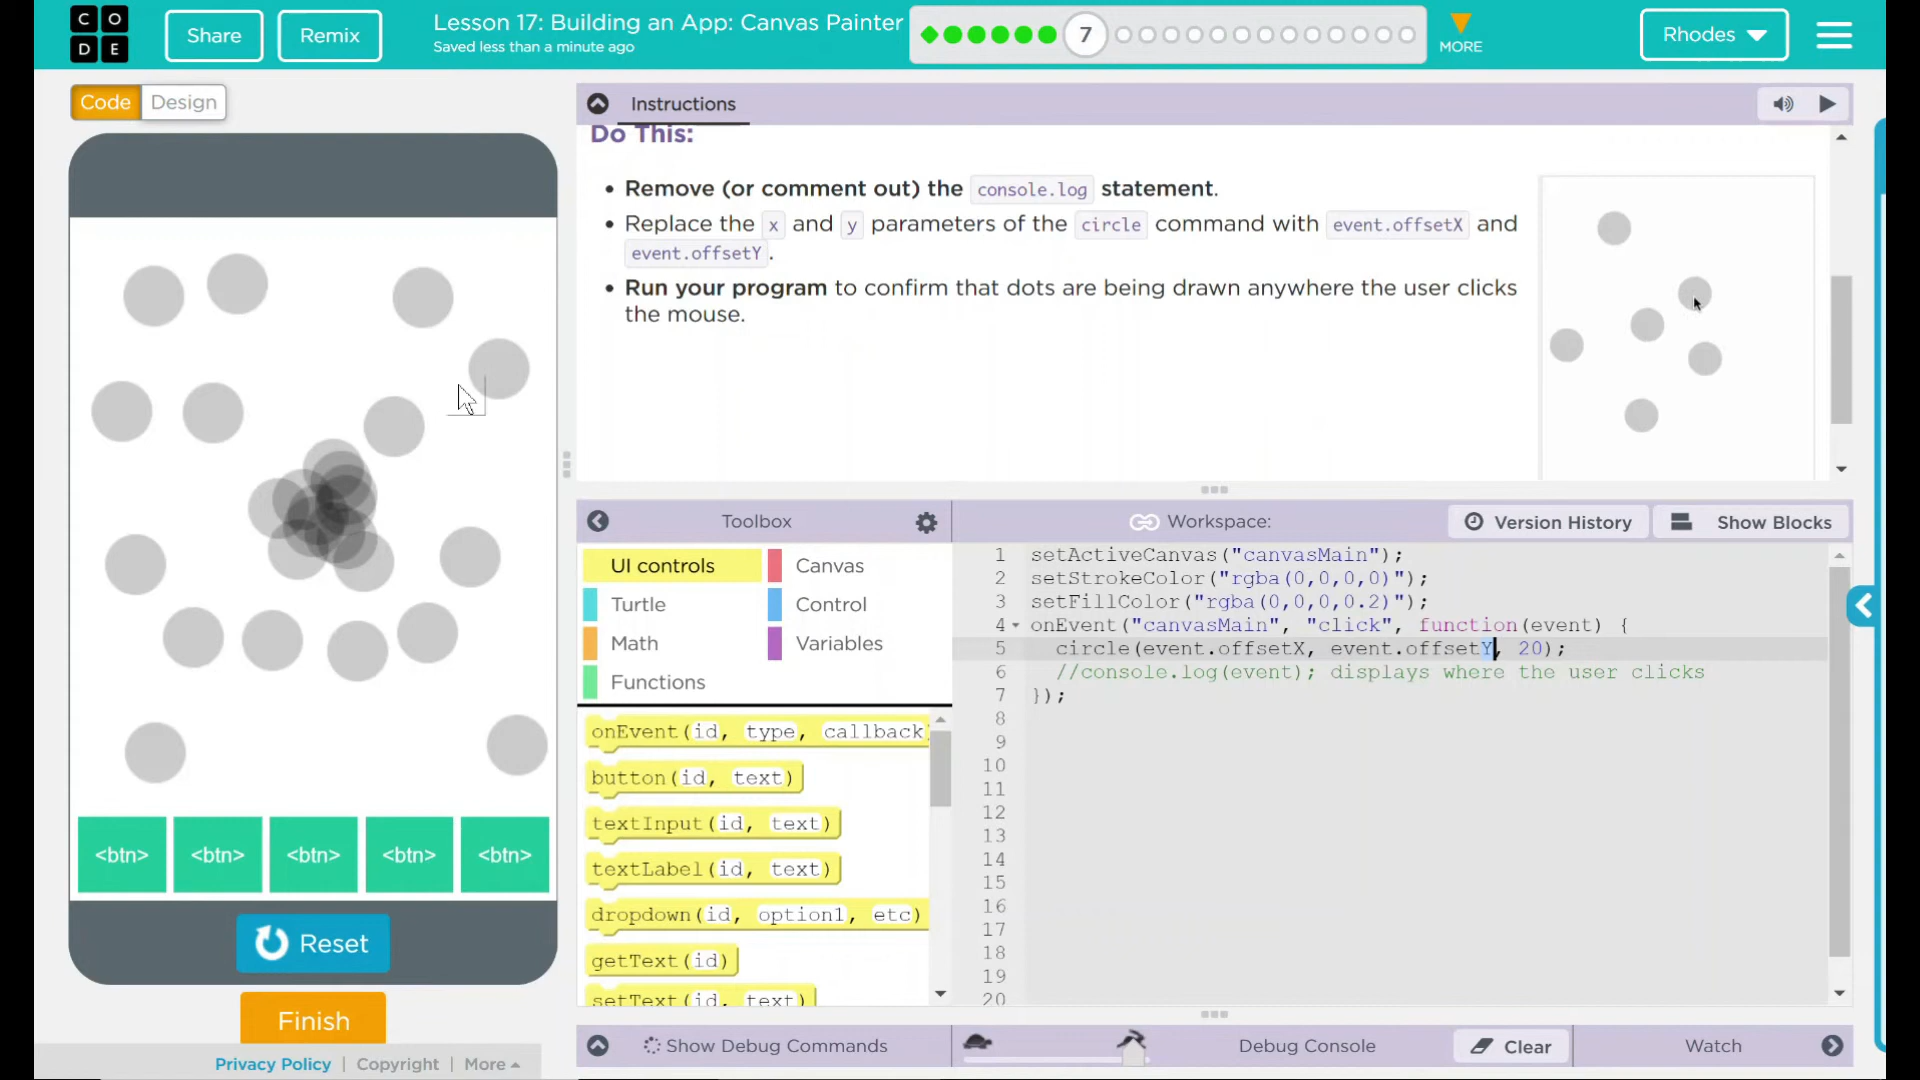 CODE
Share
Remix
Lesson 17: Building an App: Canvas Painter
Saved less than a minute ago
7
MORE
Rhodes
Code
Design
Instructions
Do This:
Remove (or comment out) the console.log statement.
Replace the x and y parameters of the circle command with event.offsetX and
event.offsetY.
Run your program to confirm that dots are being drawn anywhere the user clicks
the mouse.
<btn>
<btn>
<btn>
<btn>
<btn>
Reset
Finish
Privacy Policy | Copyright | More
Toolbox
UI controls
Canvas
Turtle
Control
Math
Variables
Functions
onEvent(id, type, callback)
button(id, text)
textInput(id, text)
textLabel(id, text)
dropdown(id, option1, etc)
getText(id)
setText(id, text)
Show Debug Commands
Workspace:
Version History
Show Blocks
1 setActiveCanvas("canvasMain");
2 setStrokeColor("rgba(0,0,0,0)");
3 setFillColor("rgba(0,0,0,0.2)");
4 onEvent("canvasMain", "click", function(event) {
5 circle(event.offsetX, event.offsetY, 20);
6 //console.log(event); displays where the user clicks
7 });
8
9
10
11
12
13
14
15
16
17
18
19
20
Debug Console
Clear
Watch